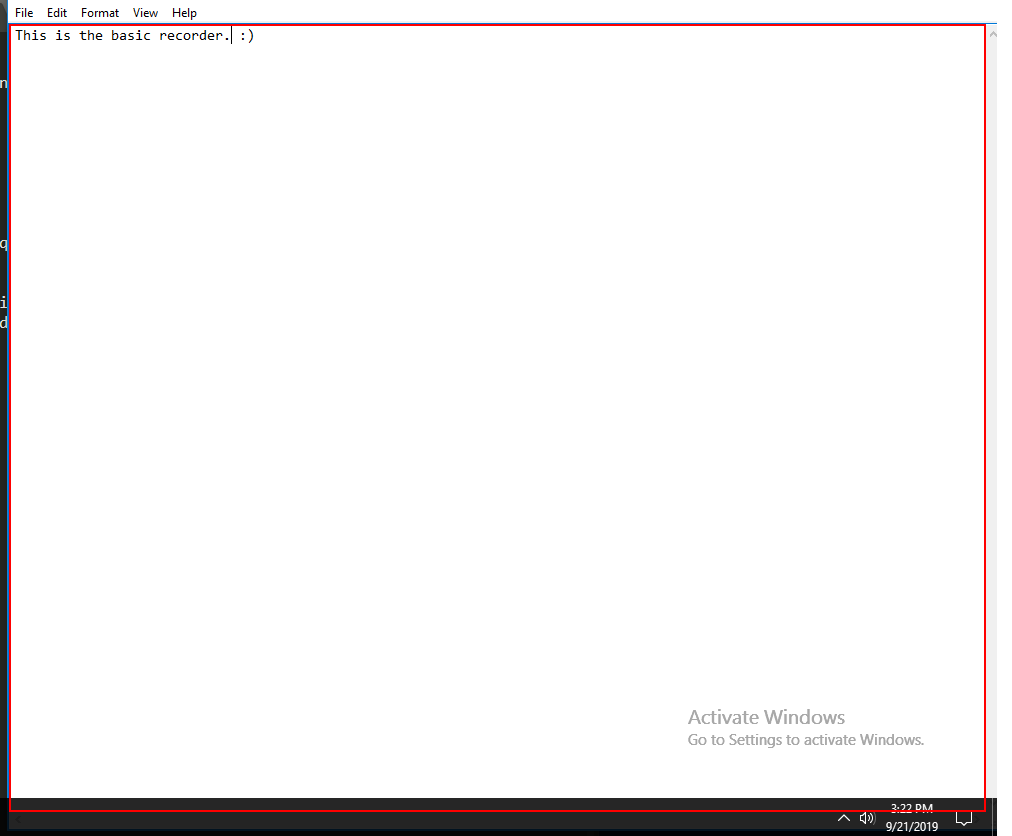 File Edit Format View Help
This is the basic recorder. :)
n
q
i
d
Activate Windows
Go to Settings to activate Windows.
3:22 PM
9/21/2019